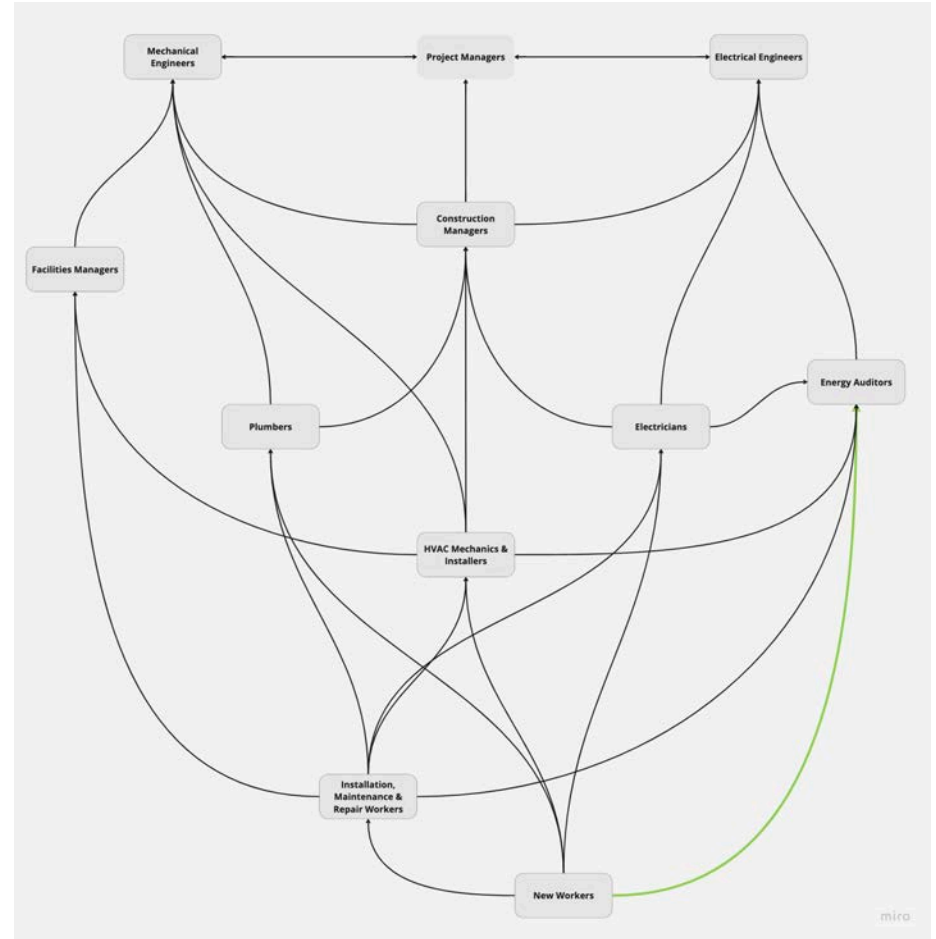 Mechanical
Engineers
Project Managers
Electrical Engineers
Construction
Managers
Facilities Managers
Energy Auditors
Plumbers
Electricians
HVAC Mechanics &
Installers
Installation,
Maintenance &
Repair Workers
New Workers
miro